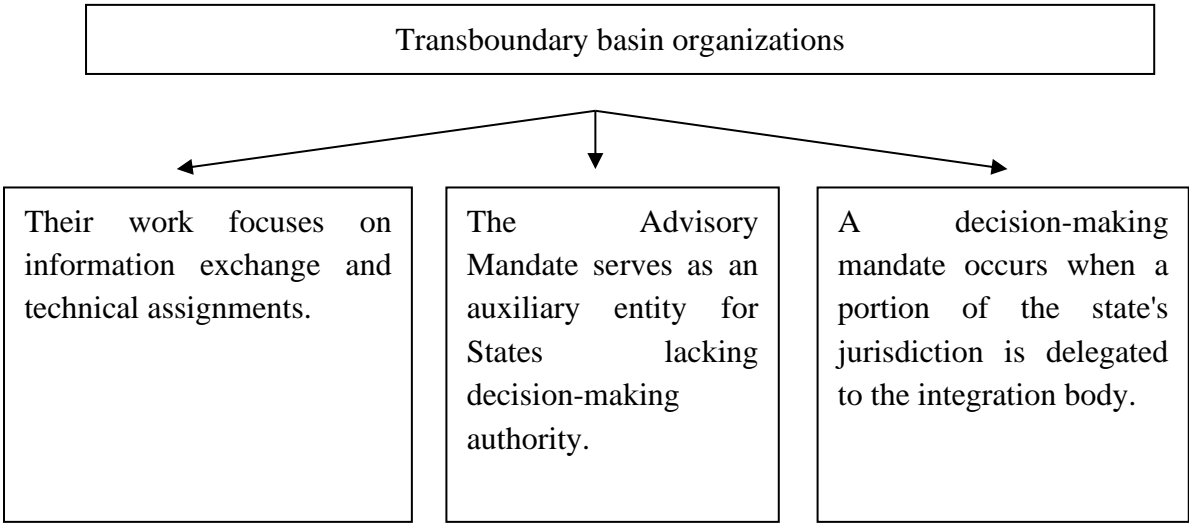 Transboundary basin organizations
Their work focuses on
information exchange and
technical assignments.
The Advisory
Mandate serves as an
auxiliary entity for
States lacking
decision-making
authority.
A decision-making
mandate occurs when a
portion of the state's
jurisdiction is delegated
to the integration body.